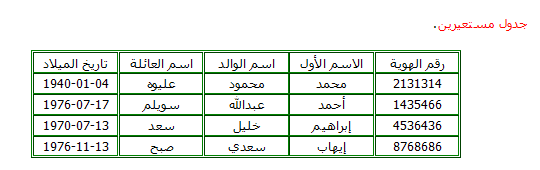 جدول مستعيرين.
رقم الهوية الاسم الأول اسم الوالد اسم العائلة تاريخ الميلاد
2131314 محمد محمود عليوه 1940-01-04
1435466 أحمد عبدالله سويلم 1976-07-17
4536436 إبراهيم خليل سعد 1970-07-13
8768686 إيهاب سعدي صبح 1976-11-13